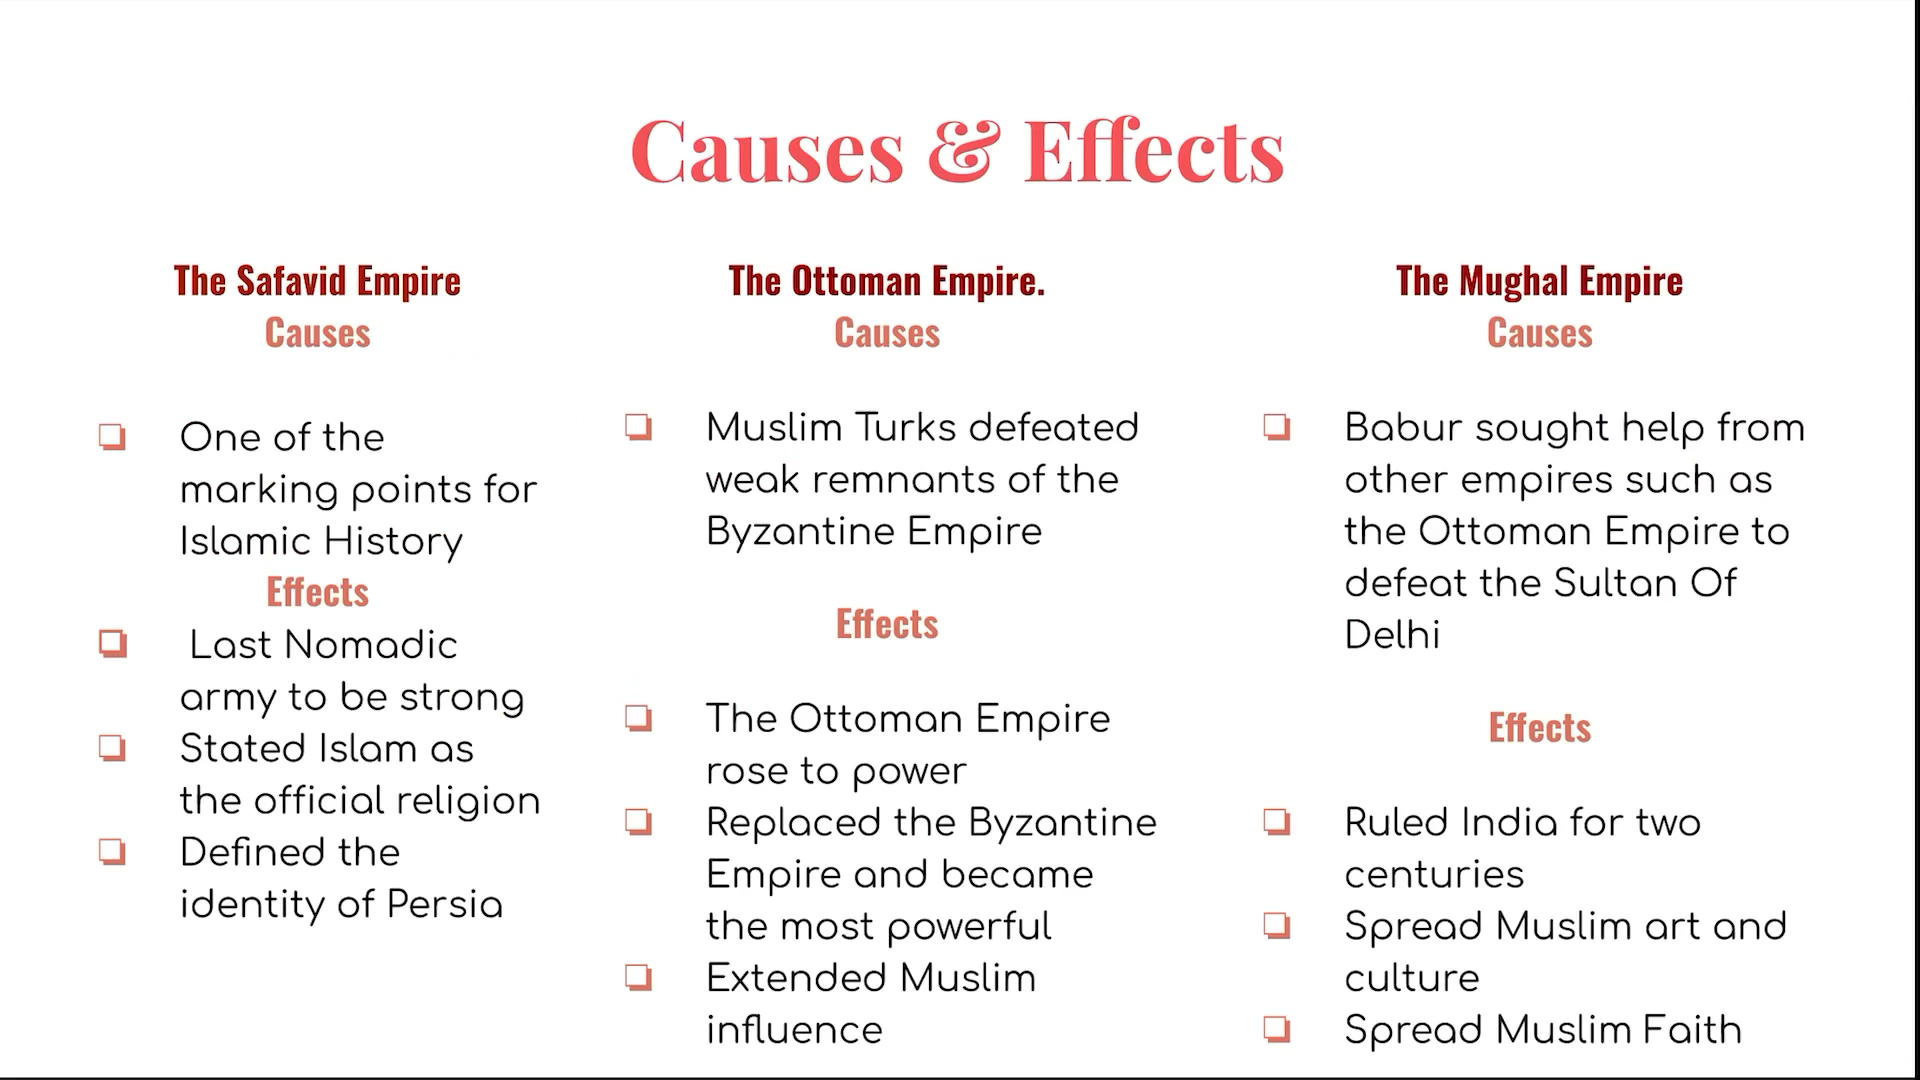 Causes & Effects
The Safavid Empire
Causes
One of the
marking points for
Islamic History
Effects
Last Nomadic
army to be strong
Stated Islam as
the official religion
Defined the
identity of Persia
The Ottoman Empire.
Causes
Muslim Turks defeated
weak remnants of the
Byzantine Empire
Effects
The Ottoman Empire
rose to power
Replaced the Byzantine
Empire and became
the most powerful
Extended Muslim
influence
The Mughal Empire
Causes
Babur sought help from
other empires such as
the Ottoman Empire to
defeat the Sultan Of
Delhi
Effects
Ruled India for two
centuries
Spread Muslim art and
culture
Spread Muslim Faith